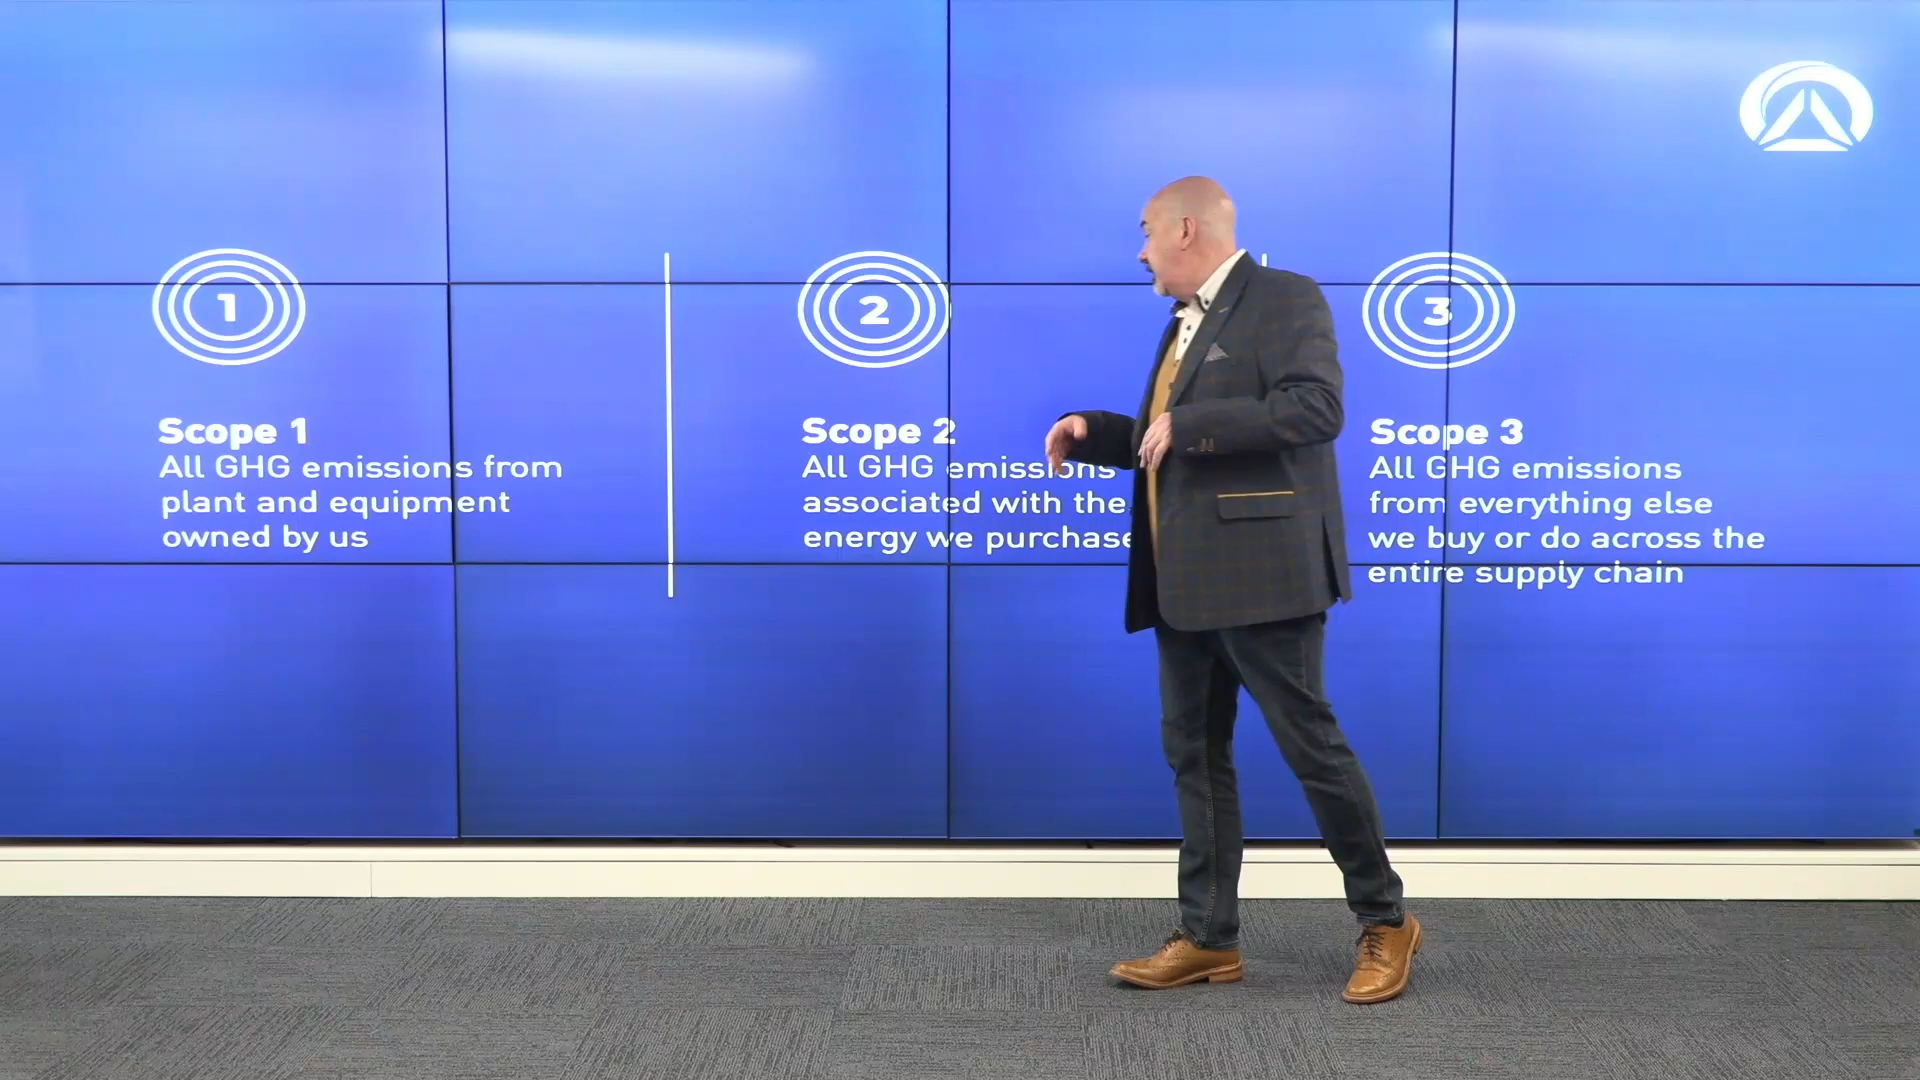 1
Scope 1
All GHG emissions from
plant and equipment
owned by us
2
Scope 2
All GHG emissions
associated with the
energy we purchase
3
Scope 3
All GHG emissions
from everything else
we buy or do across the
entire supply chain